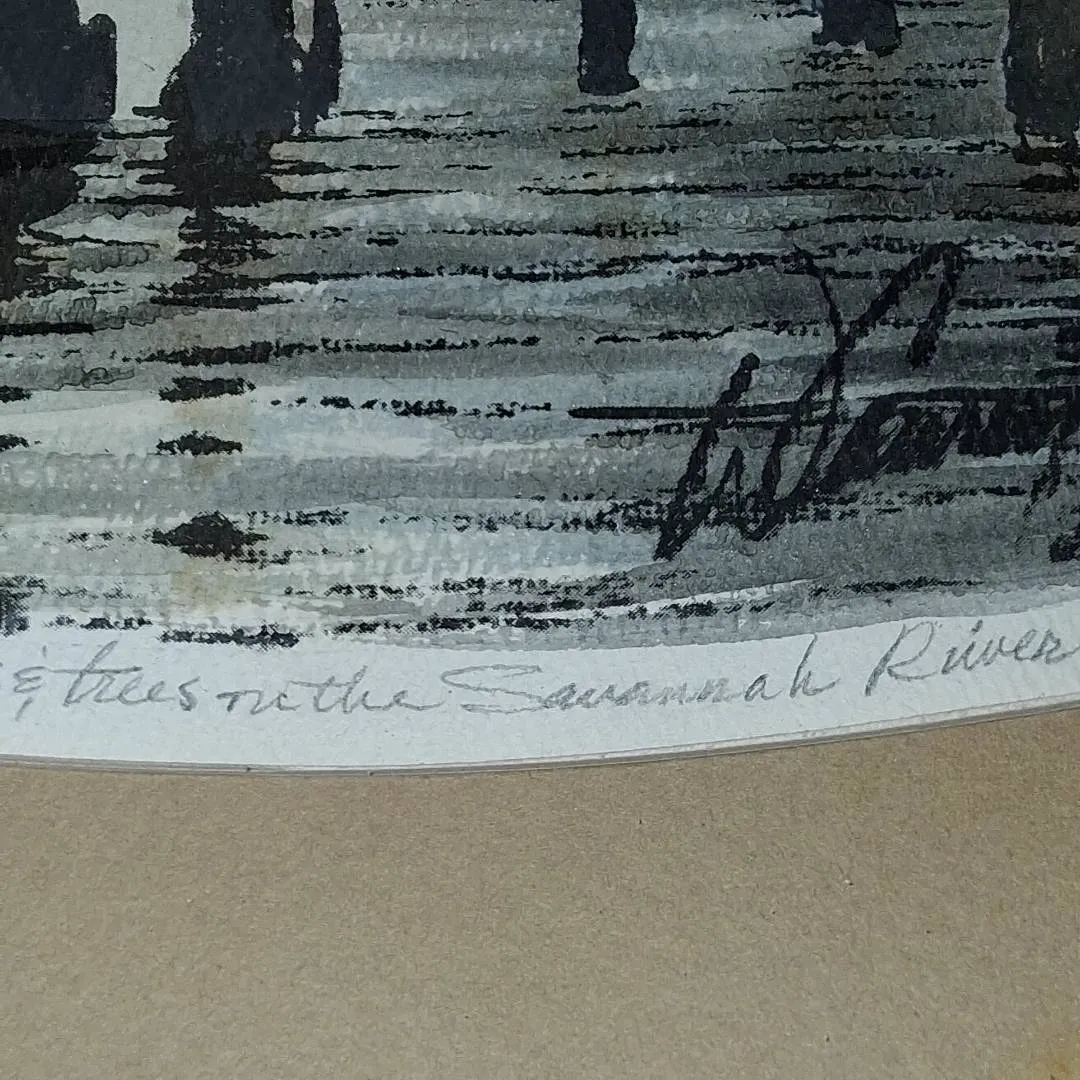 & trees on the Savannah River